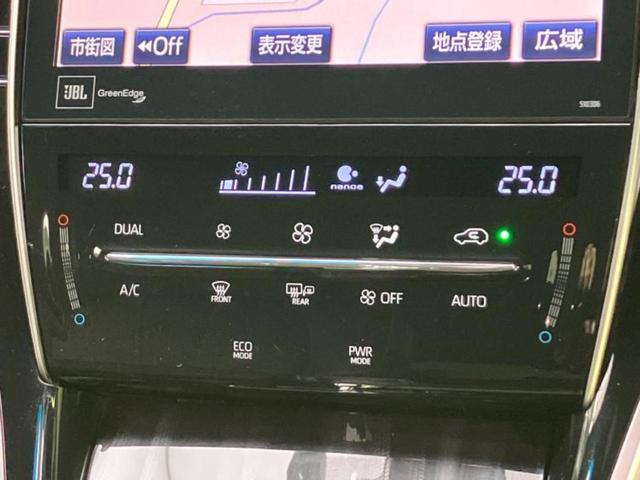 市街図 ◀◀Off 表示変更 地点登録 広域
JBL GreenEdge 510306
25.0 nanoe 25.0
DUAL
A/C FRONT REAR OFF AUTO
ECO MODE PWR MODE